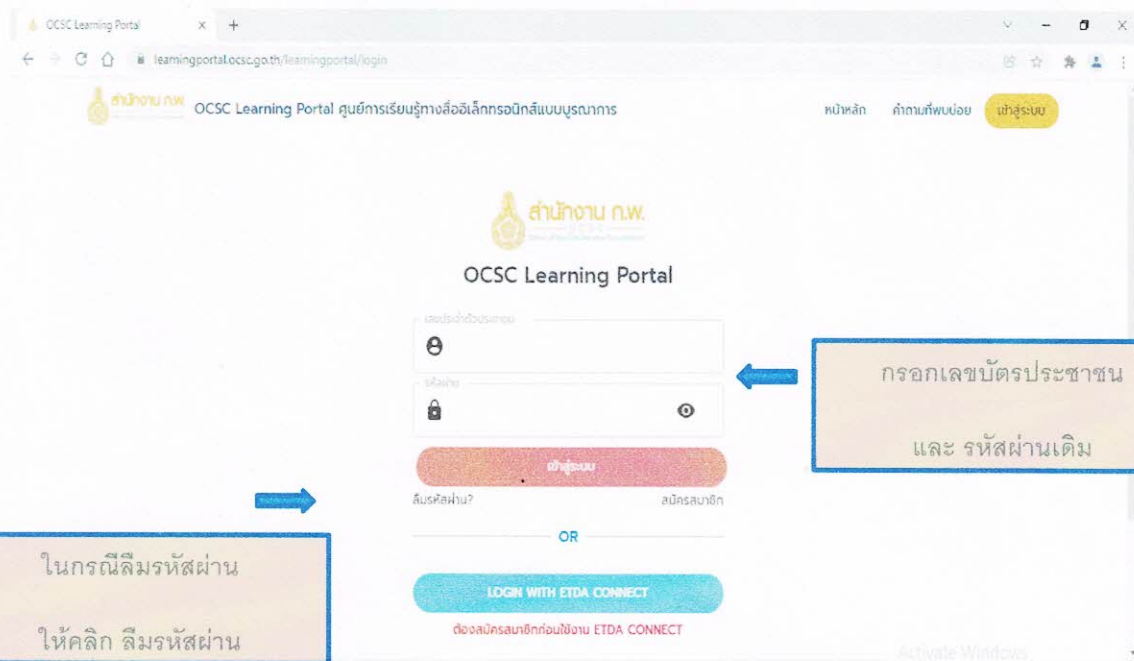 OCSC Learning Portal
learningportal.ocsc.go.th/learningportal/login
สำนักงาน ก.พ.
OCSC Learning Portal ศูนย์การเรียนรู้ทางสื่ออิเล็กทรอนิกส์แบบบูรณาการ
หน้าหลัก คำถามที่พบบ่อย เข้าสู่ระบบ
สำนักงาน ก.พ.
OCSC
OCSC Learning Portal
เลขประจำตัวประชาชน
รหัสผ่าน
กรอกเลขบัตรประชาชน
และ รหัสผ่านเดิม
เข้าสู่ระบบ
ลืมรหัสผ่าน? สมัครสมาชิก
OR
ในกรณีลืมรหัสผ่าน
ให้คลิก ลืมรหัสผ่าน
LOGIN WITH ETDA CONNECT
ต้องสมัครสมาชิกก่อนใช้งาน ETDA CONNECT
Activate Windows